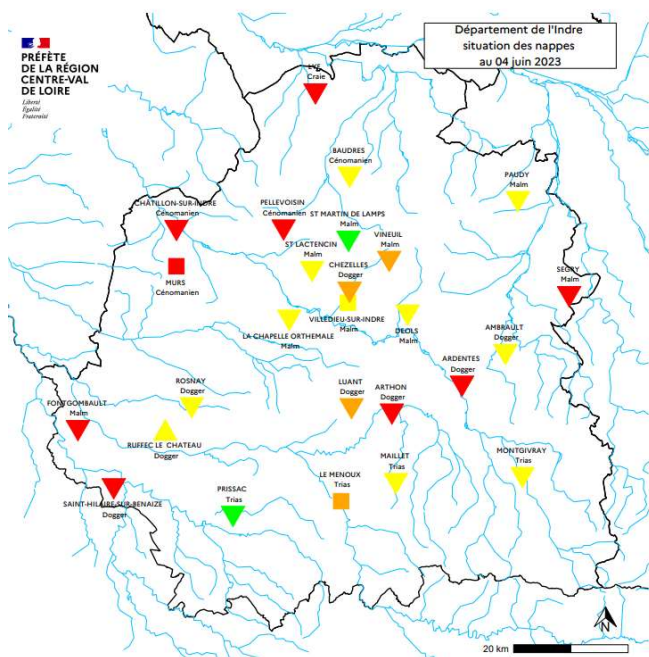 Département de l'Indre
situation des nappes
au 04 juin 2023
PRÉFÈTE
DE LA RÉGION
CENTRE-VAL
DE LOIRE
Liberté
Égalité
Fraternité
LYE
Craie
BAUDRES
Cénomanien
PAUDY
Malm
CHÂTILLON-SUR-INDRE
Cénomanien
PELLEVOISIN
Cénomanien
ST MARTIN DE LAMPS
Malm
VINEUIL
Malm
ST LACTENCIN
Malm
CHEZELLES
Dogger
SEGRY
Malm
MURS
Cénomanien
VILLEDIEU-SUR-INDRE
Malm
LA CHAPELLE ORTHEMALE
Malm
DEOLS
Malm
AMBRAULT
Dogger
ARDENTES
Dogger
ROSNAY
Dogger
LUANT
Dogger
ARTHON
Dogger
FONTGOMBAULT
Malm
RUFFEC LE CHATEAU
Dogger
MAILLET
Trias
MONTGIVRAY
Trias
LE MENOUX
Trias
PRISSAC
Trias
SAINT-HILAIRE-SUR-BENAIZE
Dogger
N
20 km